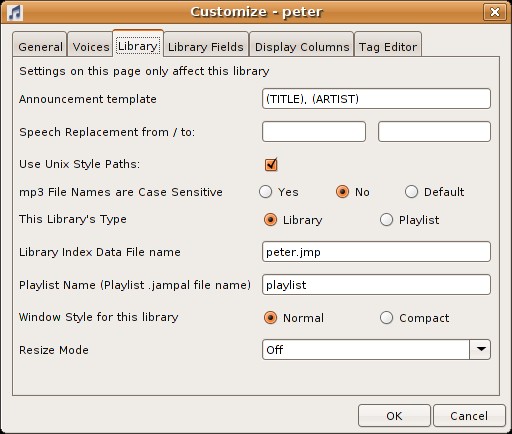 Customize - peter
General Voices Library Library Fields Display Columns Tag Editor
Settings on this page only affect this library
Announcement template (TITLE), (ARTIST)
Speech Replacement from / to:
Use Unix Style Paths:
mp3 File Names are Case Sensitive Yes No Default
This Library's Type Library Playlist
Library Index Data File name peter.jmp
Playlist Name (Playlist .jampal file name) playlist
Window Style for this library Normal Compact
Resize Mode Off
OK Cancel